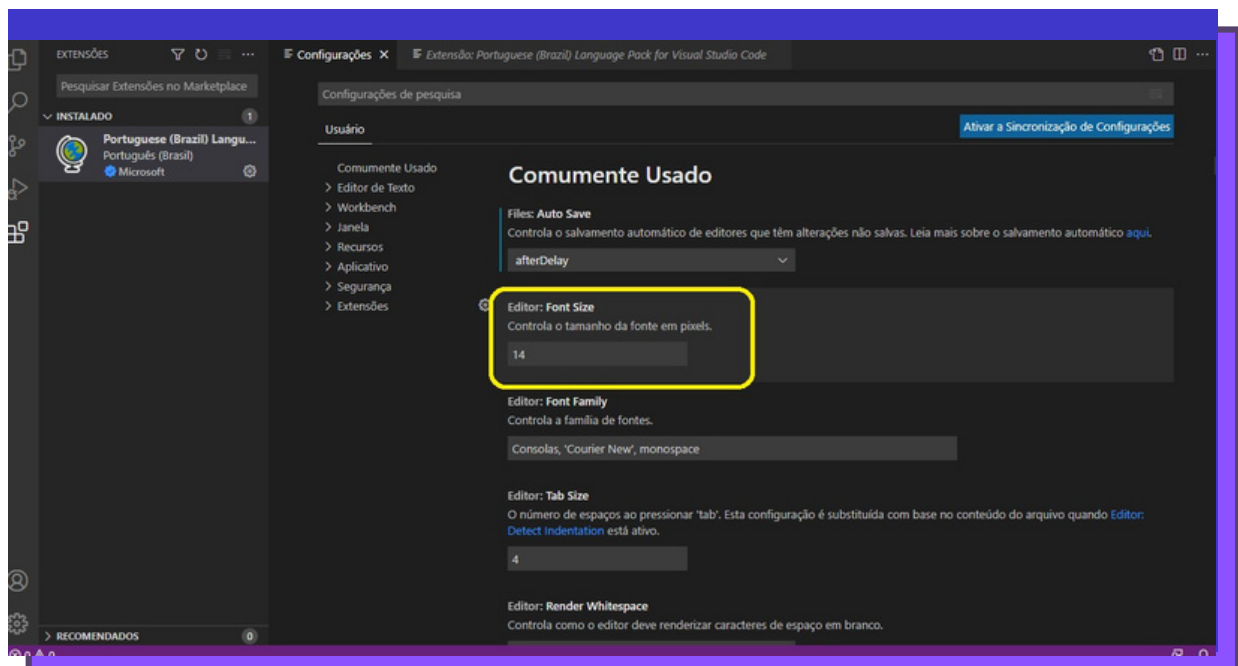 EXTENSÕES
Pesquisar Extensões no Marketplace
INSTALADO 1
Portuguese (Brazil) Langu...
Português (Brasil)
Microsoft
RECOMENDADOS 0
Configurações
Extensão: Portuguese (Brazil) Language Pack for Visual Studio Code
Configurações de pesquisa
Usuário
Ativar a Sincronização de Configurações
Comumente Usado
Editor de Texto
Workbench
Janela
Recursos
Aplicativo
Segurança
Extensões
Comumente Usado
Files: Auto Save
Controla o salvamento automático de editores que têm alterações não salvas. Leia mais sobre o salvamento automático aqui.
afterDelay
Editor: Font Size
Controla o tamanho da fonte em pixels.
14
Editor: Font Family
Controla a família de fontes.
Consolas, 'Courier New', monospace
Editor: Tab Size
O número de espaços ao pressionar 'tab'. Esta configuração é substituída com base no conteúdo do arquivo quando Editor:
Detect Indentation está ativo.
4
Editor: Render Whitespace
Controla como o editor deve renderizar caracteres de espaço em branco.